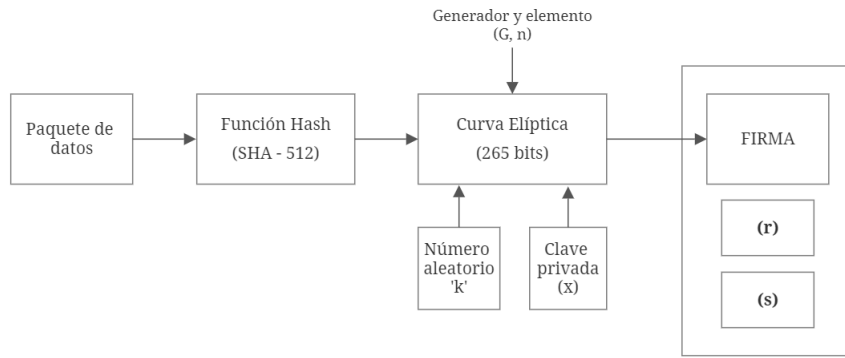 Generador y elemento
(G, n)
Paquete de
datos
Función Hash
(SHA - 512)
Curva Elíptica
(265 bits)
FIRMA
(r)
(s)
Número
aleatorio
'k'
Clave
privada
(x)